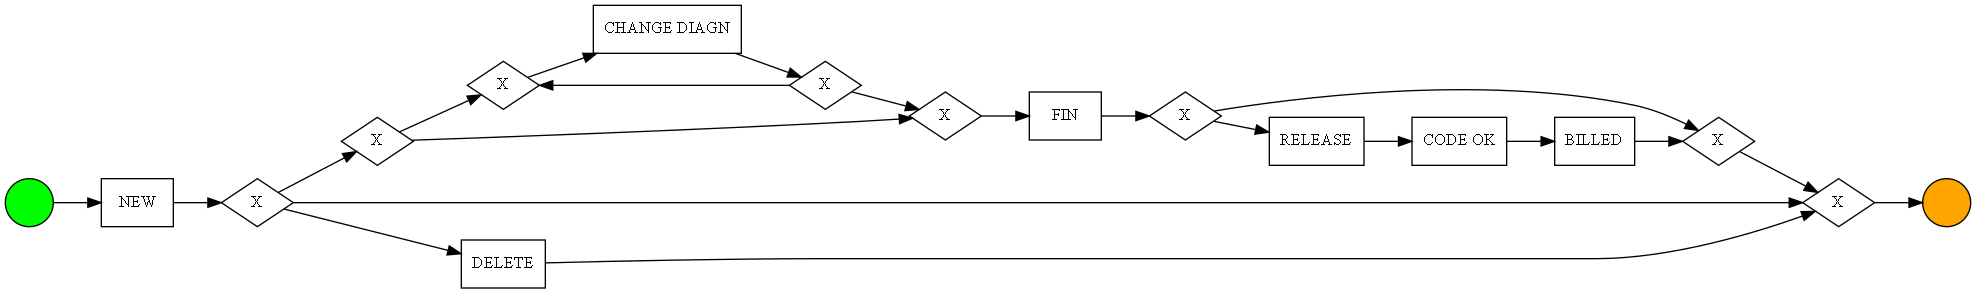 CHANGE DIAGN
X
X
X
FIN
X
X
RELEASE
CODE OK
BILLED
X
NEW
X
X
DELETE